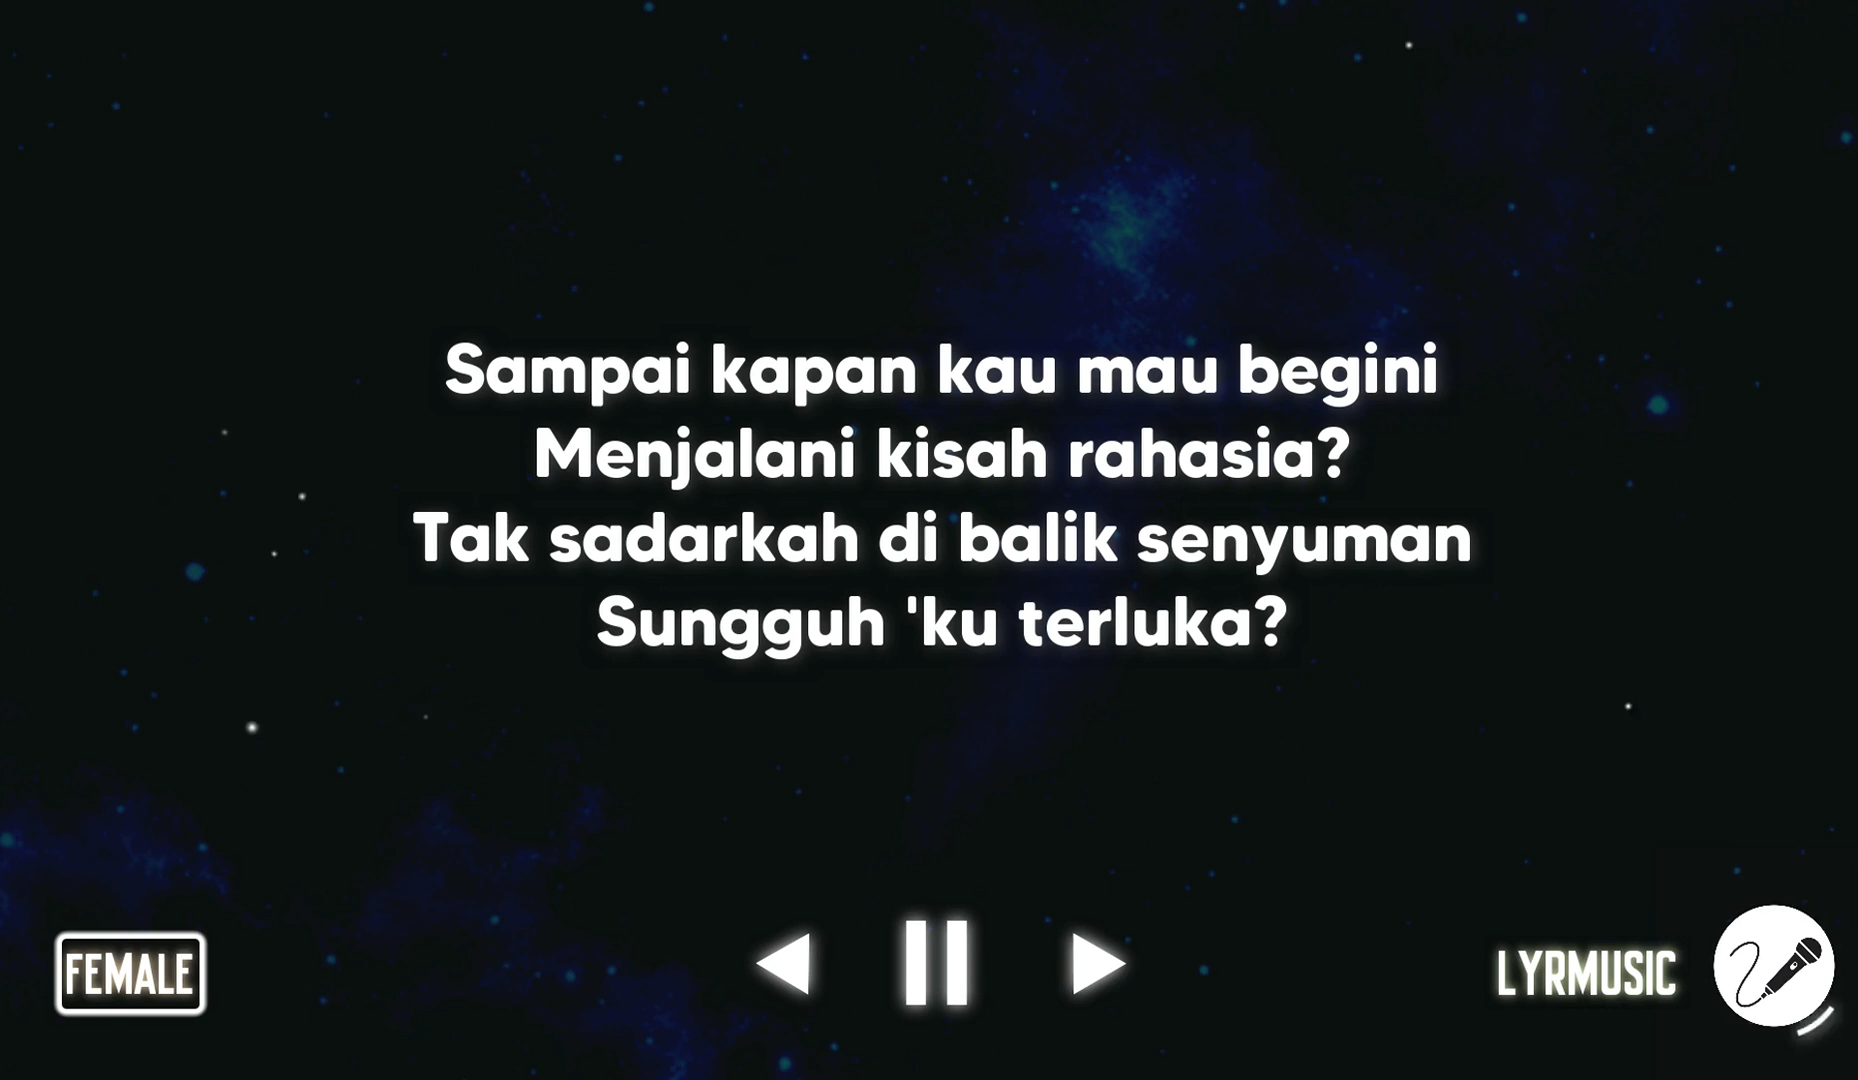 Sampai kapan kau mau begini
Menjalani kisah rahasia?
Tak sadarkah di balik senyuman
Sungguh 'ku terluka?
FEMALE
LYRMUSIC